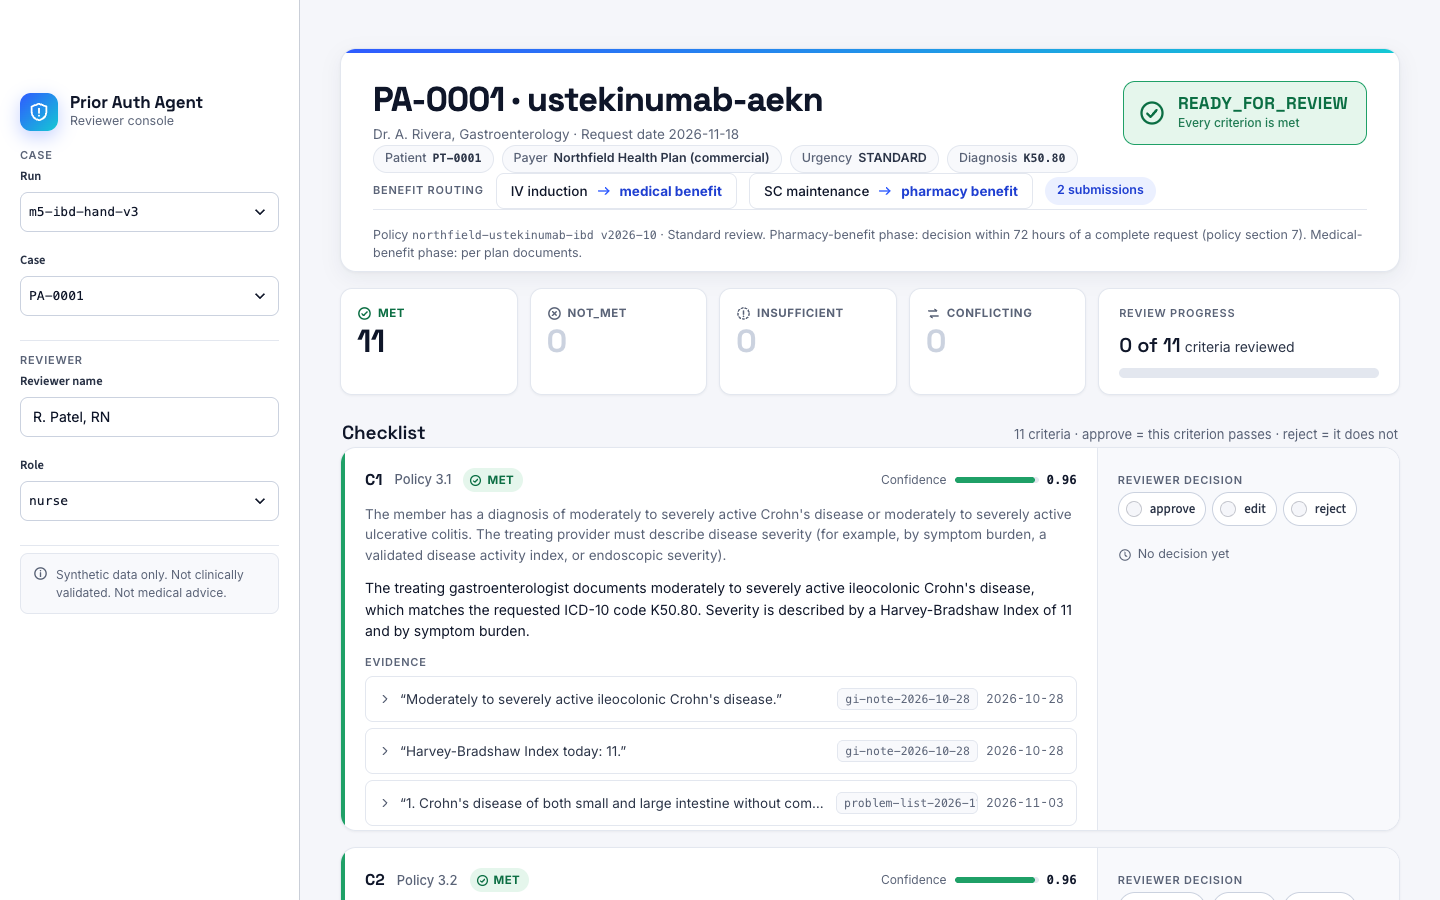 Prior Auth Agent
Reviewer console
CASE
Run
m5-ibd-hand-v3
Case
PA-0001
REVIEWER
Reviewer name
R. Patel, RN
Role
nurse
Synthetic data only. Not clinically
validated. Not medical advice.
PA-0001 · ustekinumab-aekn
READY_FOR_REVIEW
Every criterion is met
Dr. A. Rivera, Gastroenterology · Request date 2026-11-18
Patient PT-0001 Payer Northfield Health Plan (commercial) Urgency STANDARD Diagnosis K50.80
BENEFIT ROUTING IV induction → medical benefit SC maintenance → pharmacy benefit 2 submissions
Policy northfield-ustekinumab-ibd v2026-10 · Standard review. Pharmacy-benefit phase: decision within 72 hours of a complete request (policy section 7). Medical-
benefit phase: per plan documents.
MET
11
NOT_MET
0
INSUFFICIENT
0
CONFLICTING
0
REVIEW PROGRESS
0 of 11 criteria reviewed
Checklist
11 criteria · approve = this criterion passes · reject = it does not
C1 Policy 3.1 MET Confidence 0.96
The member has a diagnosis of moderately to severely active Crohn's disease or moderately to severely active
ulcerative colitis. The treating provider must describe disease severity (for example, by symptom burden, a
validated disease activity index, or endoscopic severity).
The treating gastroenterologist documents moderately to severely active ileocolonic Crohn's disease,
which matches the requested ICD-10 code K50.80. Severity is described by a Harvey-Bradshaw Index of 11
and by symptom burden.
EVIDENCE
“Moderately to severely active ileocolonic Crohn's disease.” gi-note-2026-10-28 2026-10-28
“Harvey-Bradshaw Index today: 11.” gi-note-2026-10-28 2026-10-28
“1. Crohn's disease of both small and large intestine without com... problem-list-2026-1 2026-11-03
REVIEWER DECISION
approve edit reject
No decision yet
C2 Policy 3.2 MET Confidence 0.96
REVIEWER DECISION